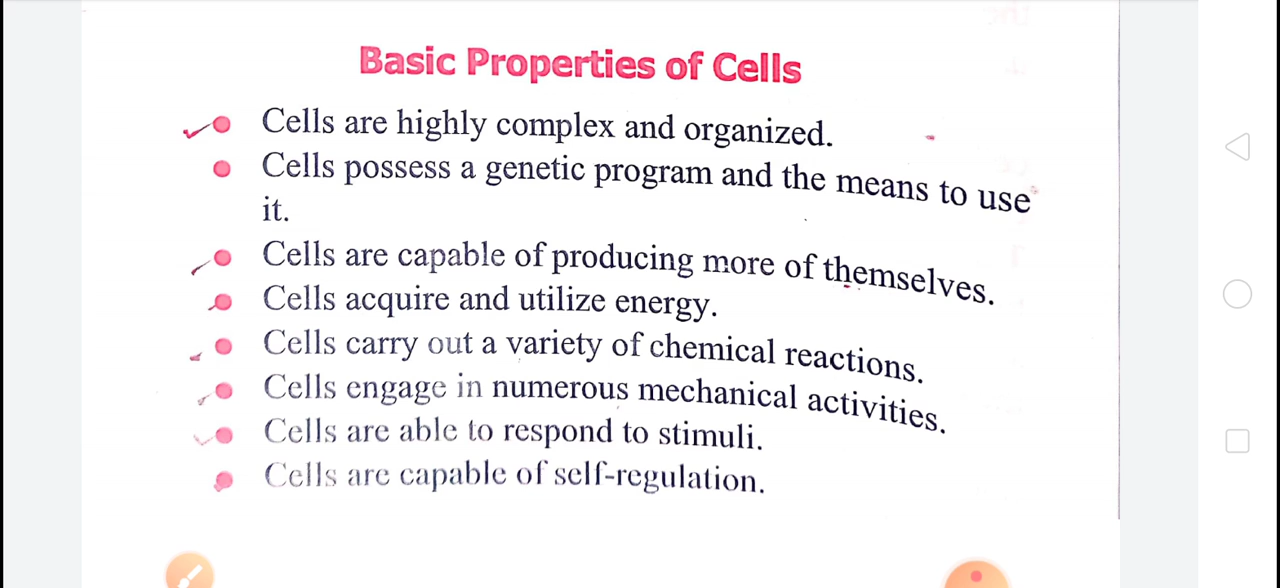 Basic Properties of Cells
Cells are highly complex and organized.
Cells possess a genetic program and the means to use
it.
Cells are capable of producing more of themselves.
Cells acquire and utilize energy.
Cells carry out a variety of chemical reactions.
Cells engage in numerous mechanical activities.
Cells are able to respond to stimuli.
Cells are capable of self-regulation.